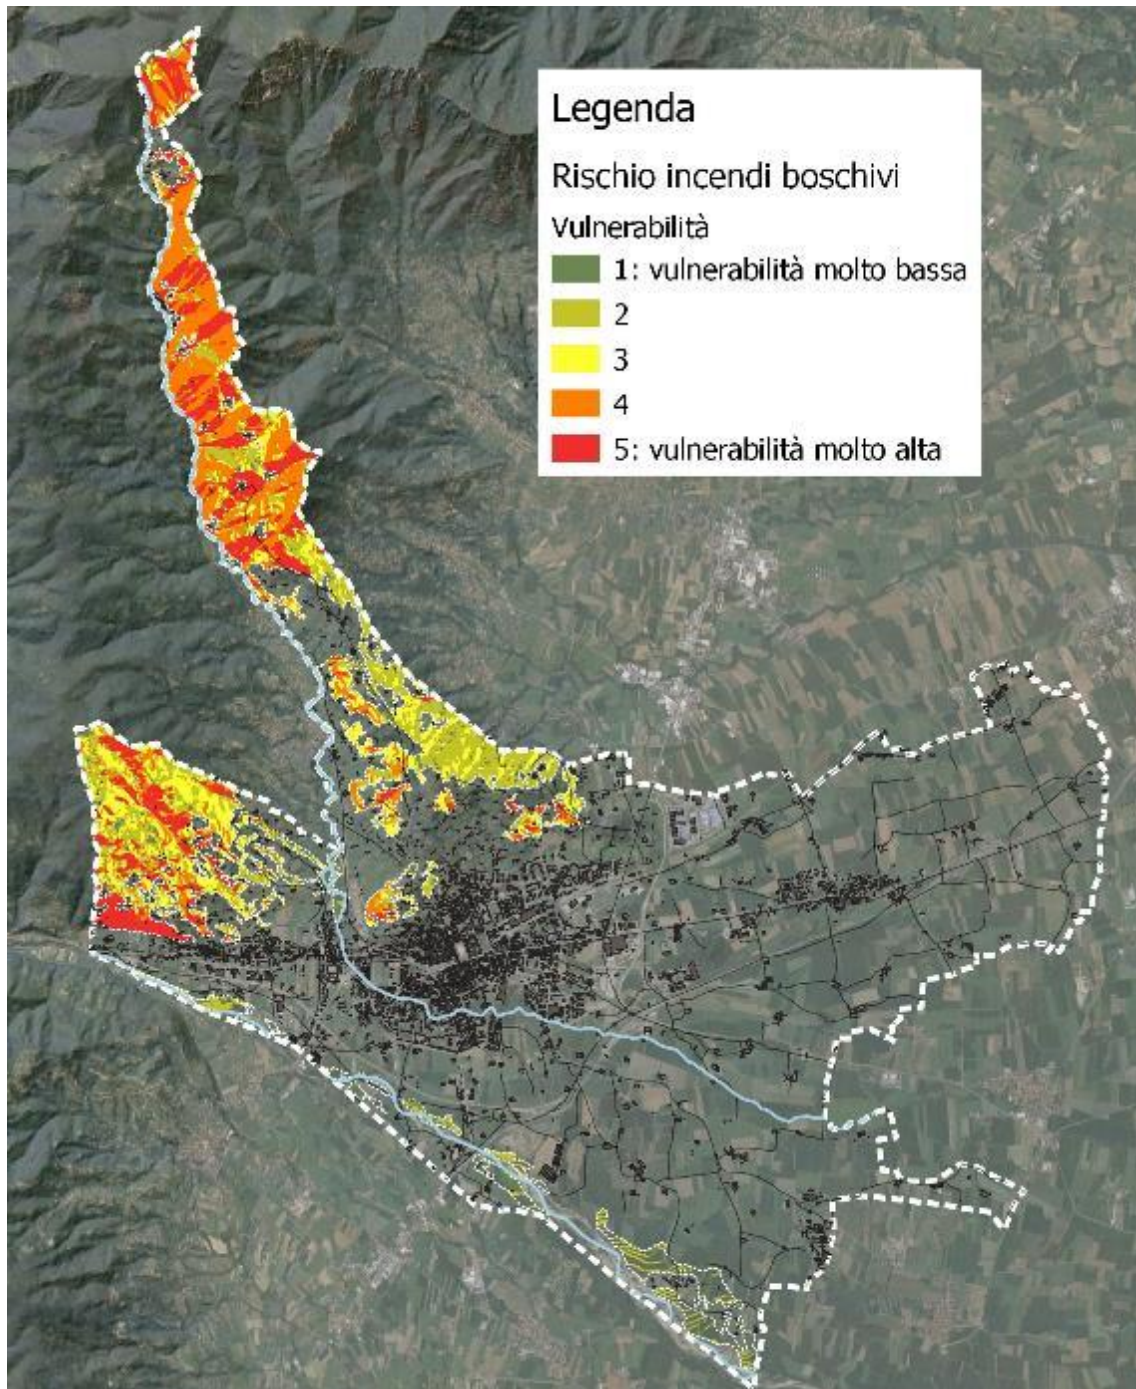 Legenda
Rischio incendi boschivi
Vulnerabilità
1: vulnerabilità molto bassa
2
3
4
5: vulnerabilità molto alta